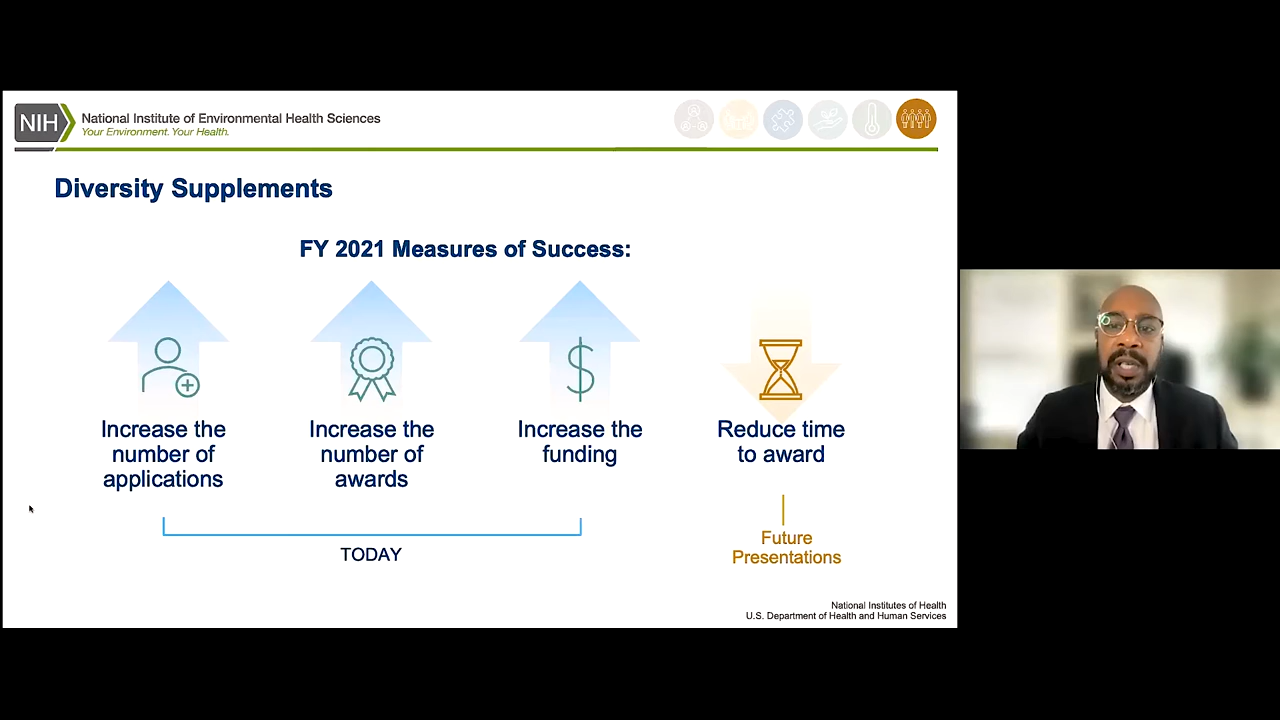 NIH
National Institute of Environmental Health Sciences
Your Environment. Your Health.
Diversity Supplements
FY 2021 Measures of Success:
Increase the
number of
applications
Increase the
number of
awards
Increase the
funding
Reduce time
to award
TODAY
Future
Presentations
National Institutes of Health
U.S. Department of Health and Human Services